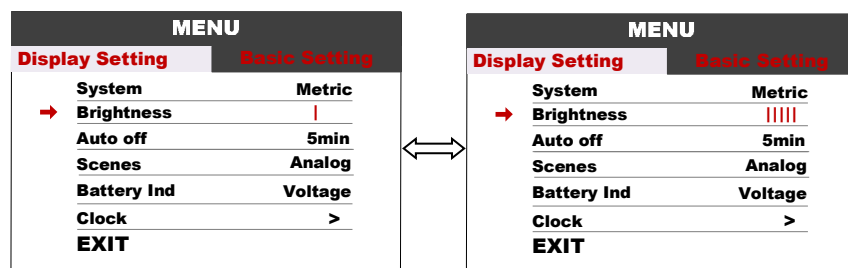 MENU
Display Setting Basic Setting
System Metric
Brightness |
Auto off 5min
Scenes Analog
Battery Ind Voltage
Clock >
EXIT
MENU
Display Setting Basic Setting
System Metric
Brightness |||||
Auto off 5min
Scenes Analog
Battery Ind Voltage
Clock >
EXIT